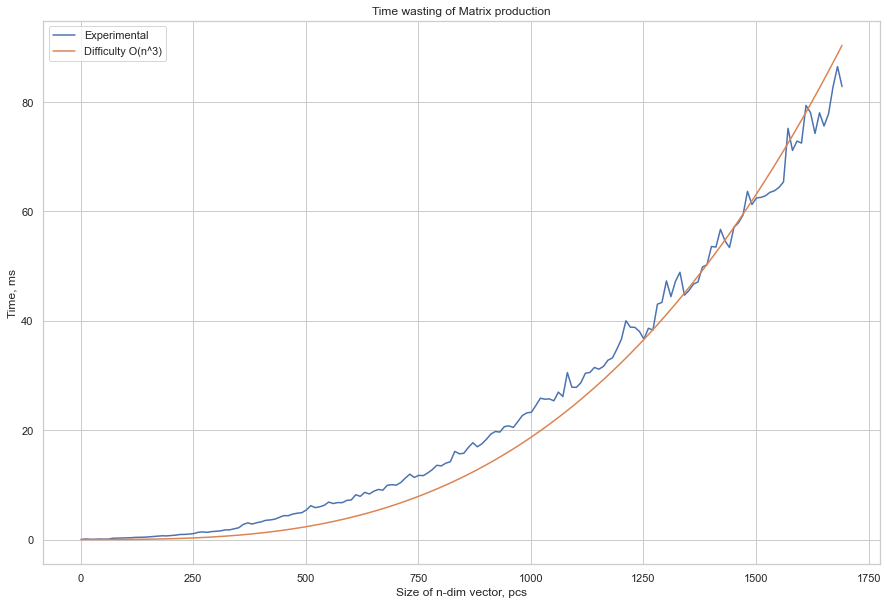 Time wasting of Matrix production
Experimental
Difficulty O(n^3)
80
60
40
20
0
Time, ms
0 250 500 750 1000 1250 1500 1750
Size of n-dim vector, pcs